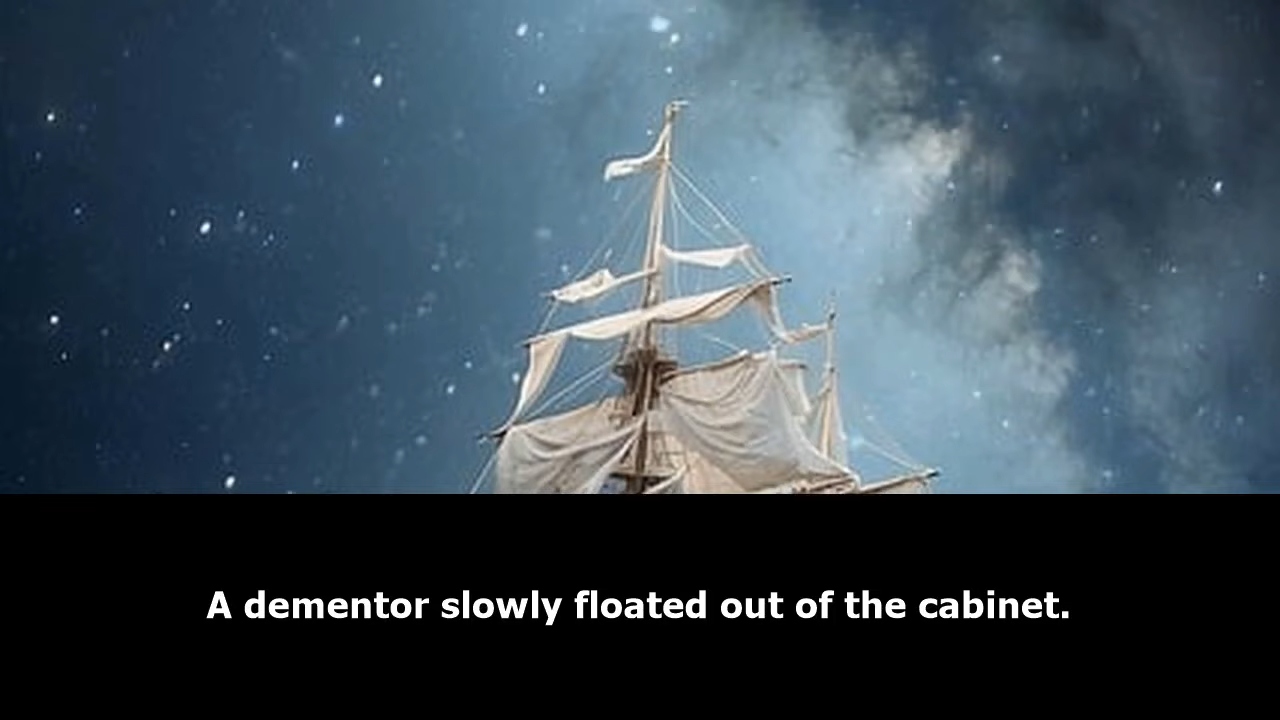 A dementor slowly floated out of the cabinet.